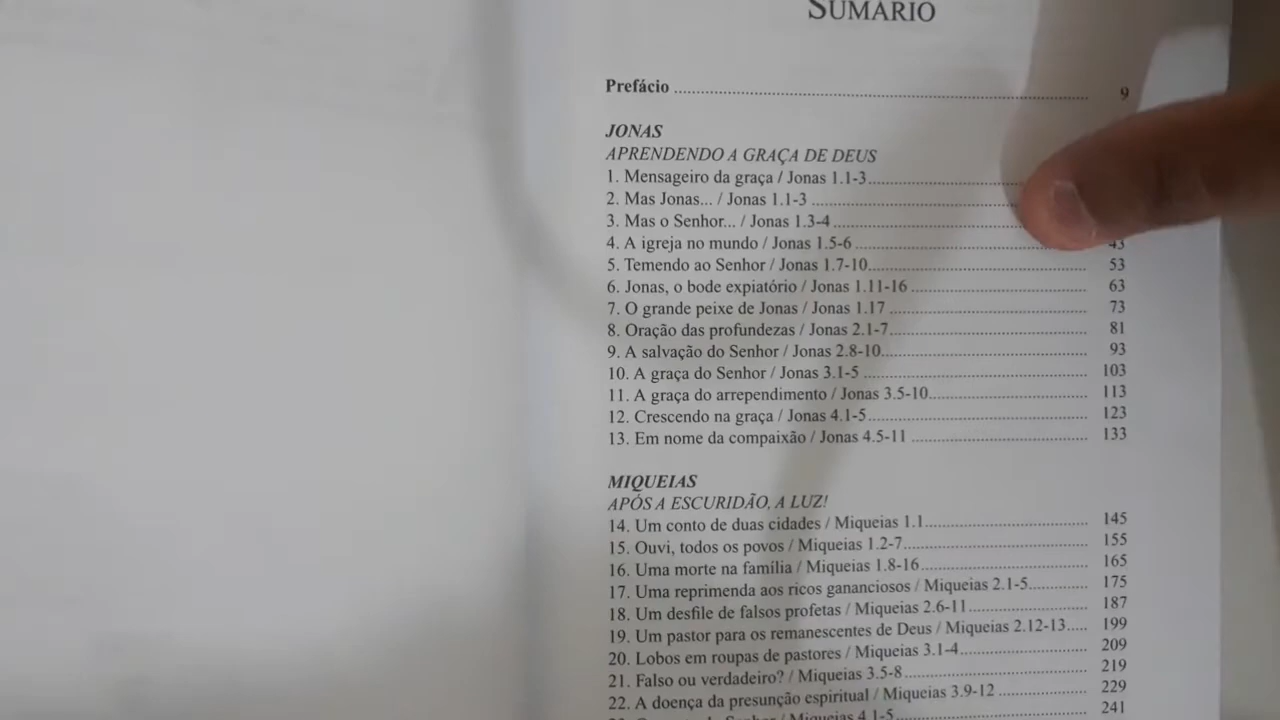 SUMÁRIO
Prefácio ........ 9
JONAS
APRENDENDO A GRAÇA DE DEUS
1. Mensageiro da graça / Jonas 1.1-3
2. Mas Jonas... / Jonas 1.1-3
3. Mas o Senhor... / Jonas 1.3-4
4. A igreja no mundo / Jonas 1.5-6 ........ 43
5. Temendo ao Senhor / Jonas 1.7-10 ........ 53
6. Jonas, o bode expiatório / Jonas 1.11-16 ........ 63
7. O grande peixe de Jonas / Jonas 1.17 ........ 73
8. Oração das profundezas / Jonas 2.1-7 ........ 81
9. A salvação do Senhor / Jonas 2.8-10 ........ 93
10. A graça do Senhor / Jonas 3.1-5 ........ 103
11. A graça do arrependimento / Jonas 3.5-10 ........ 113
12. Crescendo na graça / Jonas 4.1-5 ........ 123
13. Em nome da compaixão / Jonas 4.5-11 ........ 133
MIQUEIAS
APÓS A ESCURIDÃO, A LUZ!
14. Um conto de duas cidades / Miqueias 1.1 ........ 145
15. Ouvi, todos os povos / Miqueias 1.2-7 ........ 155
16. Uma morte na família / Miqueias 1.8-16 ........ 165
17. Uma reprimenda aos ricos gananciosos / Miqueias 2.1-5 ........ 175
18. Um desfile de falsos profetas / Miqueias 2.6-11 ........ 187
19. Um pastor para os remanescentes de Deus / Miqueias 2.12-13 ..... 199
20. Lobos em roupas de pastores / Miqueias 3.1-4 ........ 209
21. Falso ou verdadeiro? / Miqueias 3.5-8 ........ 219
22. A doença da presunção espiritual / Miqueias 3.9-12 ........ 229
Senhor / Miqueias 4.1-5 ........ 241